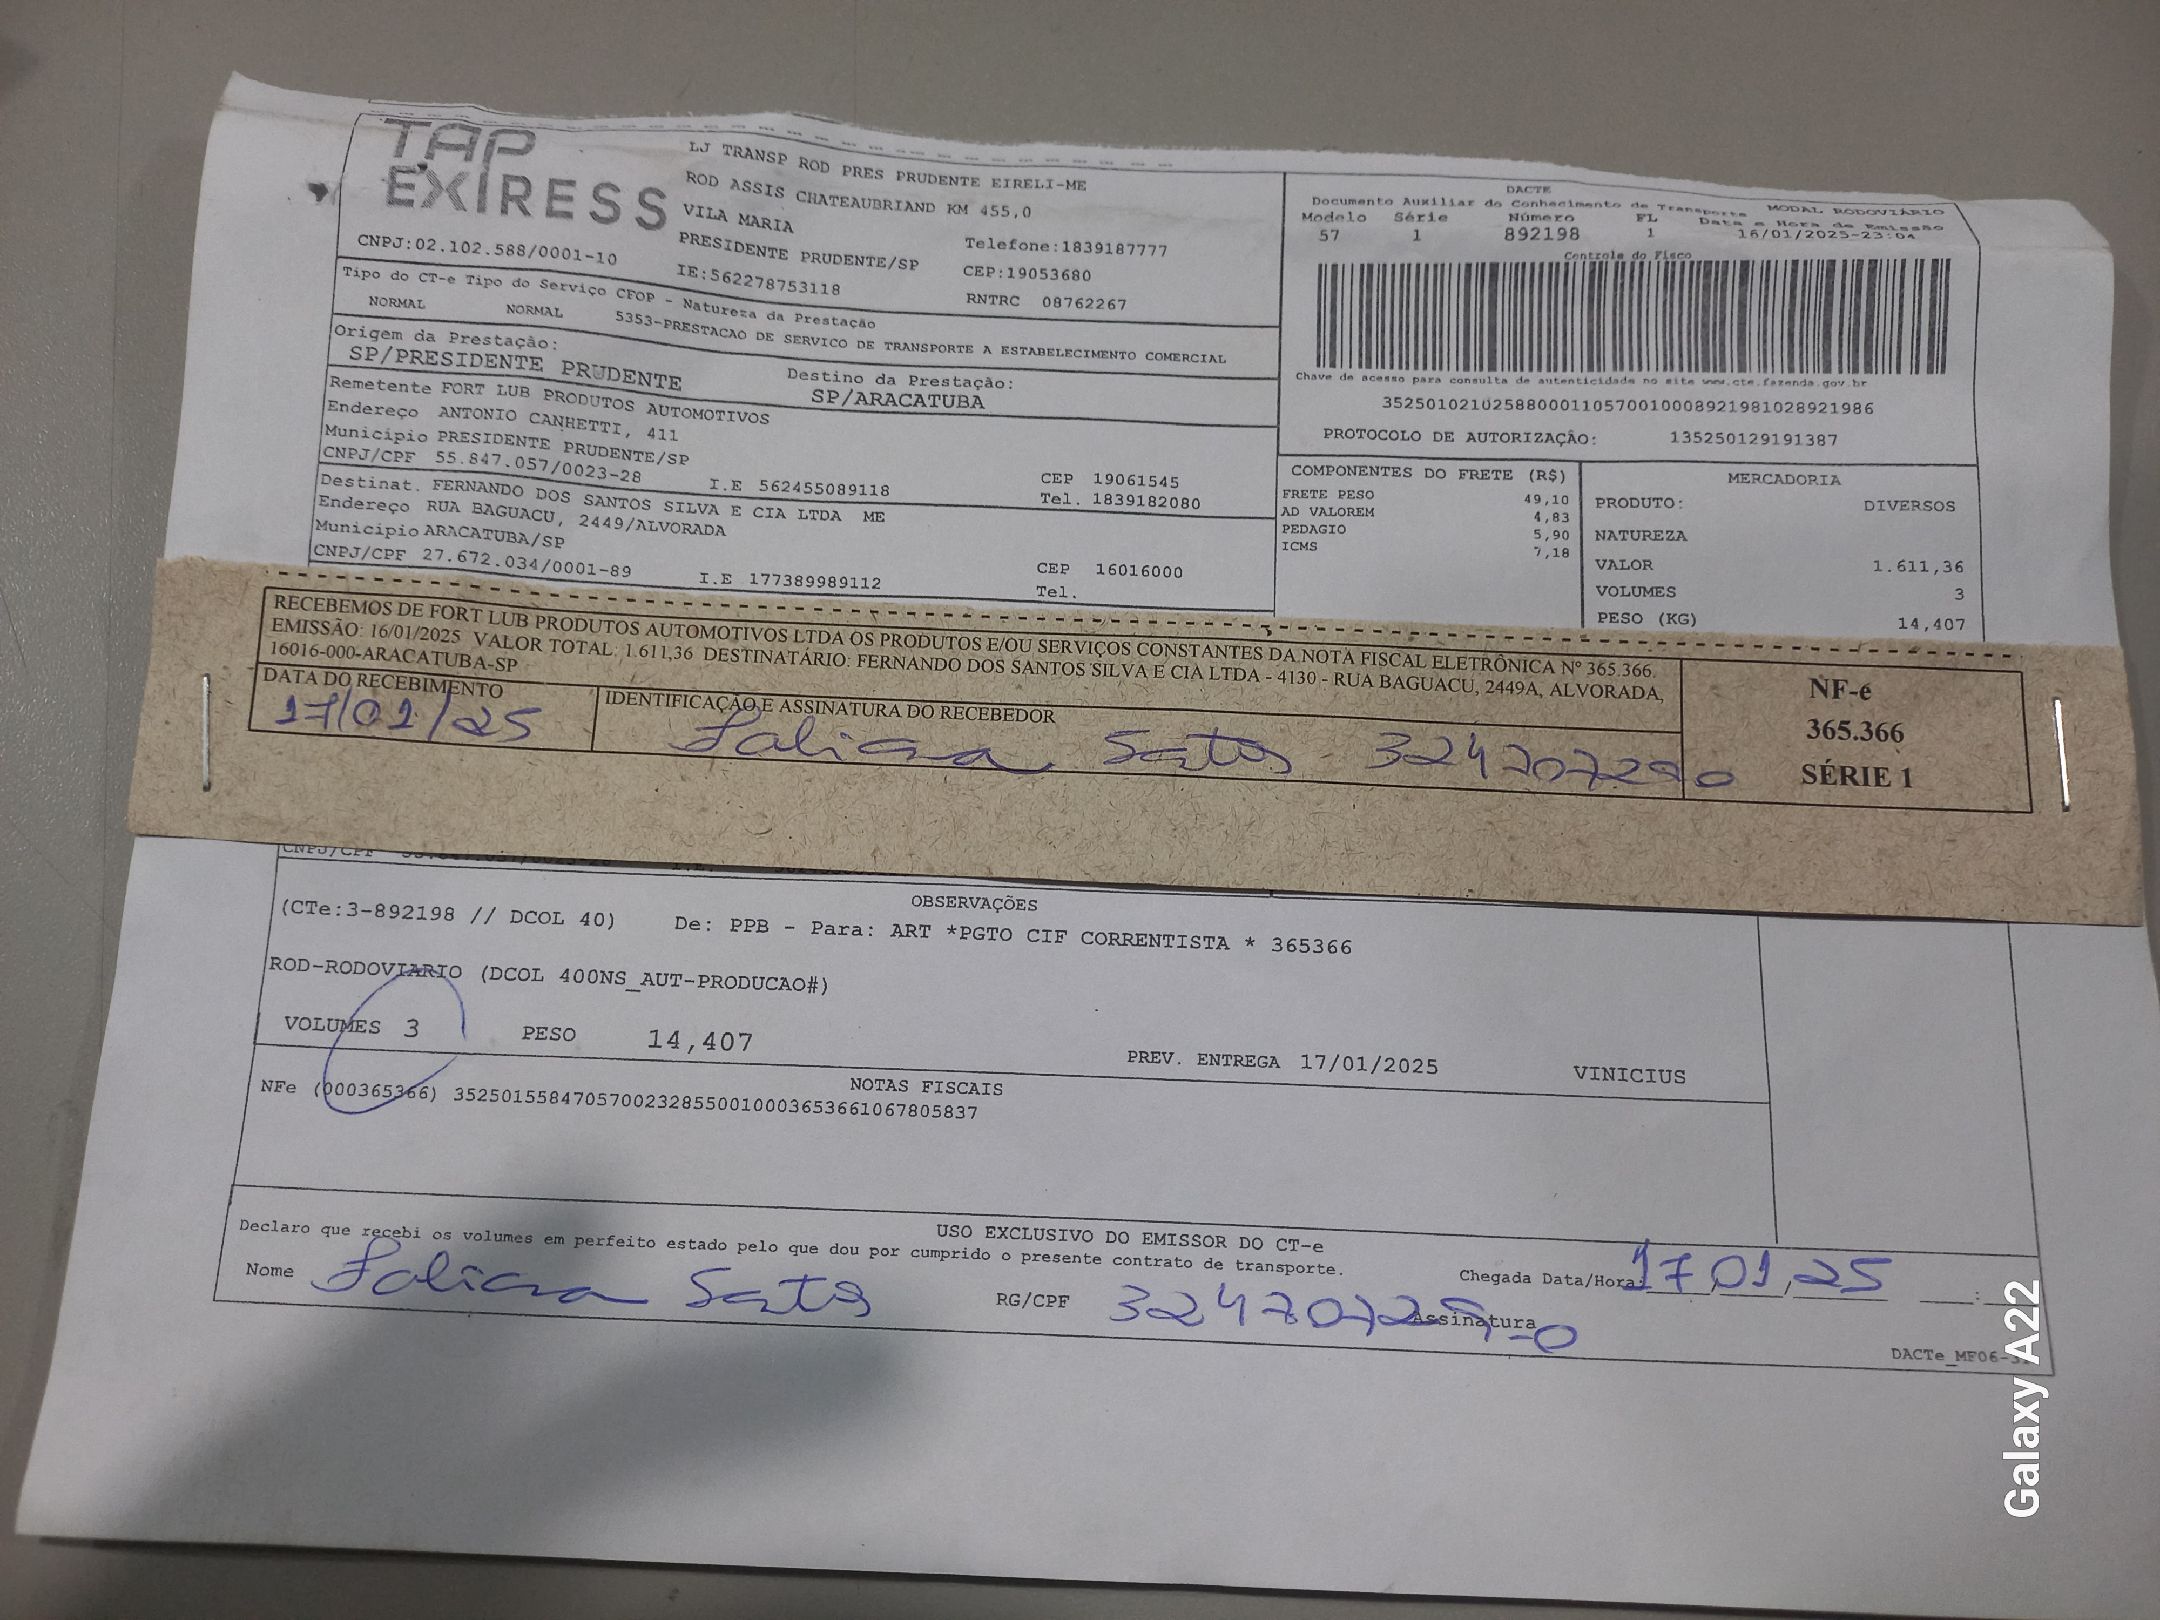 TAP
EXPRESS
CNPJ:02.102.588/0001-10
LJ TRANSP ROD PRES PRUDENTE EIRELI-ME
ROD ASSIS CHATEAUBRIAND KM 455,0
VILA MARIA
PRESIDENTE PRUDENTE/SP
IE:562278753118
Telefone:1839187777
CEP:19053680
RNTRC 08762267
DACTE
Documento Auxiliar do Conhecimento de Transporte MODAL RODOVIÁRIO
Modelo Série Número FL Data e Hora de Emissão
57 1 892198 1 16/01/2025-23:04
Controle do Fisco
Chave de acesso para consulta de autenticidade no site www.cte.fazenda.gov.br
35250102102588000110570010008921981028921986
PROTOCOLO DE AUTORIZAÇÃO: 135250129191387
Tipo do CT-e Tipo do Serviço CFOP - Natureza da Prestação
NORMAL NORMAL 5353-PRESTACAO DE SERVICO DE TRANSPORTE A ESTABELECIMENTO COMERCIAL
Origem da Prestação: Destino da Prestação:
SP/PRESIDENTE PRUDENTE SP/ARACATUBA
Remetente FORT LUB PRODUTOS AUTOMOTIVOS
Endereço ANTONIO CANHETTI, 411
Municipio PRESIDENTE PRUDENTE/SP CEP 19061545
CNPJ/CPF 55.847.057/0023-28 I.E 562455089118 Tel. 1839182080
Destinat. FERNANDO DOS SANTOS SILVA E CIA LTDA ME
Endereço RUA BAGUACU, 2449/ALVORADA
Municipio ARACATUBA/SP CEP 16016000
CNPJ/CPF 27.672.034/0001-89 I.E 177389989112 Tel.
COMPONENTES DO FRETE (R$)
FRETE PESO 49,10
AD VALOREM 4,83
PEDAGIO 5,90
ICMS 7,18
MERCADORIA
PRODUTO: DIVERSOS
NATUREZA
VALOR 1.611,36
VOLUMES 3
PESO (KG) 14,407
RECEBEMOS DE FORT LUB PRODUTOS AUTOMOTIVOS LTDA OS PRODUTOS E/OU SERVIÇOS CONSTANTES DA NOTA FISCAL ELETRÔNICA Nº 365.366.
EMISSÃO: 16/01/2025 VALOR TOTAL: 1.611,36 DESTINATÁRIO: FERNANDO DOS SANTOS SILVA E CIA LTDA - 4130 - RUA BAGUACU, 2449A, ALVORADA,
16016-000-ARACATUBA-SP
DATA DO RECEBIMENTO IDENTIFICAÇÃO E ASSINATURA DO RECEBEDOR
17/01/25 324707290
NF-e
365.366
SÉRIE 1
CNPJ/CPF
OBSERVAÇÕES
(CTe:3-892198 // DCOL 40) De: PPB - Para: ART *PGTO CIF CORRENTISTA * 365366
ROD-RODOVIARIO (DCOL 400NS_AUT-PRODUCAO#)
VOLUMES 3 PESO 14,407 PREV. ENTREGA 17/01/2025 VINICIUS
NOTAS FISCAIS
NFe (000365366) 35250155847057002328550010003653661067805837
USO EXCLUSIVO DO EMISSOR DO CT-e
Declaro que recebi os volumes em perfeito estado pelo que dou por cumprido o presente contrato de transporte.
Nome RG/CPF Assinatura Chegada Data/Hora: 17 01 25
Galaxy A22